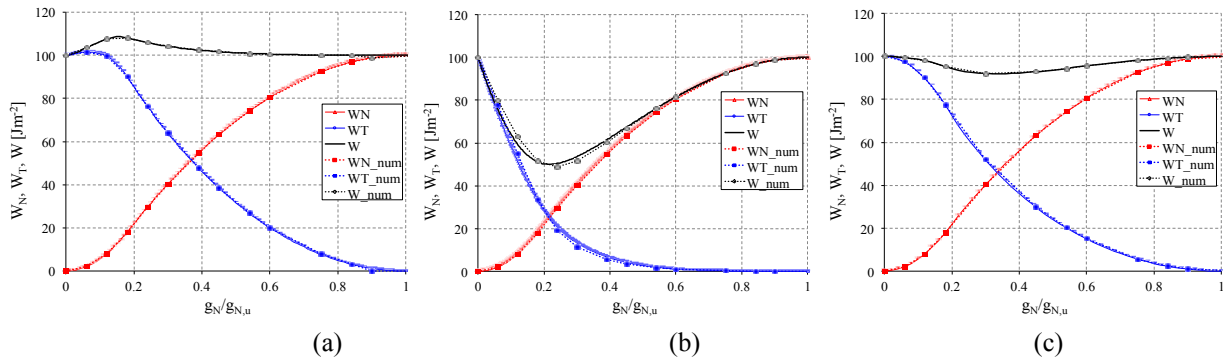 W_N, W_T, W [Jm^-2]
120
100
80
60
40
20
0
0
0.2
0.4
0.6
0.8
1
g_N/g_N,u
WN
WT
W
WN_num
WT_num
W_num
(a)
W_N, W_T, W [Jm^-2]
120
100
80
60
40
20
0
0
0.2
0.4
0.6
0.8
1
g_N/g_N,u
WN
WT
W
WN_num
WT_num
W_num
(b)
W_N, W_T, W [Jm^-2]
120
100
80
60
40
20
0
0
0.2
0.4
0.6
0.8
1
g_N/g_N,u
WN
WT
W
WN_num
WT_num
W_num
(c)